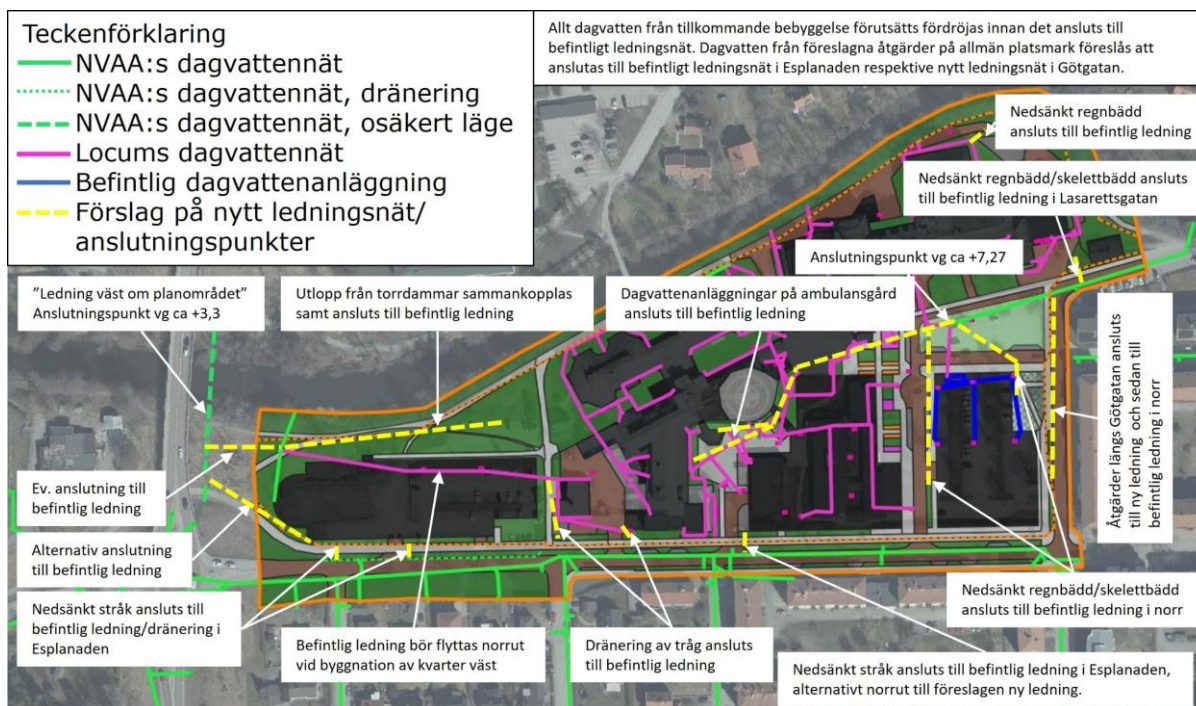 Teckenförklaring
NVAA:s dagvattennät
NVAA:s dagvattennät, dränering
NVAA:s dagvattennät, osäkert läge
Locums dagvattennät
Befintlig dagvattenanläggning
Förslag på nytt ledningsnät/
anslutningspunkter
Allt dagvatten från tillkommande bebyggelse förutsätts fördröjas innan det ansluts till
befintligt ledningsnät. Dagvatten från föreslagna åtgärder på allmän platsmark föreslås att
anslutas till befintligt ledningsnät i Esplanaden respektive nytt ledningsnät i Götgatan.
Nedsänkt regnbädd
ansluts till befintlig ledning
Nedsänkt regnbädd/skelettbädd ansluts
till befintlig ledning i Lasarettsgatan
Anslutningspunkt vg ca +7,27
”Ledning väst om planområdet”
Anslutningspunkt vg ca +3,3
Utlopp från torrdammar sammankopplas
samt ansluts till befintlig ledning
Dagvattenanläggningar på ambulansgård
ansluts till befintlig ledning
Åtgärder längs Götgatan ansluts
till ny ledning och sedan till
befintlig ledning i norr
Ev. anslutning till
befintlig ledning
Alternativ anslutning
till befintlig ledning
Nedsänkt stråk ansluts till
befintlig ledning/dränering i
Esplanaden
Befintlig ledning bör flyttas norrut
vid byggnation av kvarter väst
Dränering av tråg ansluts
till befintlig ledning
Nedsänkt regnbädd/skelettbädd
ansluts till befintlig ledning i norr
Nedsänkt stråk ansluts till befintlig ledning i Esplanaden,
alternativt norrut till föreslagen ny ledning.